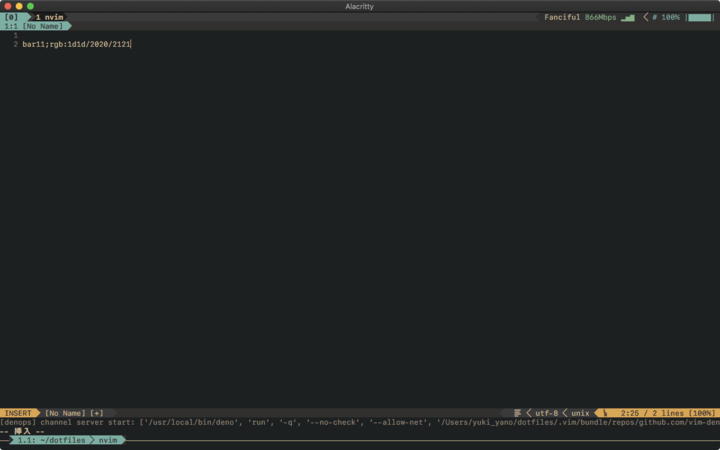 Alacritty
[0] 1 nvim Fanciful 866Mbps # 100%
1:1 [No Name]
1
2 bar11;rgb:1d1d/2020/2121
INSERT [No Name] [+] utf-8 unix 2:25 / 2 lines [100%]
[denops] channel server start: ['/usr/local/bin/deno', 'run', '-q', '--no-check', '--allow-net', '/Users/yuki_yano/dotfiles/.vim/bundle/repos/github.com/vim-den
-- 挿入 --
1.1: ~/dotfiles nvim